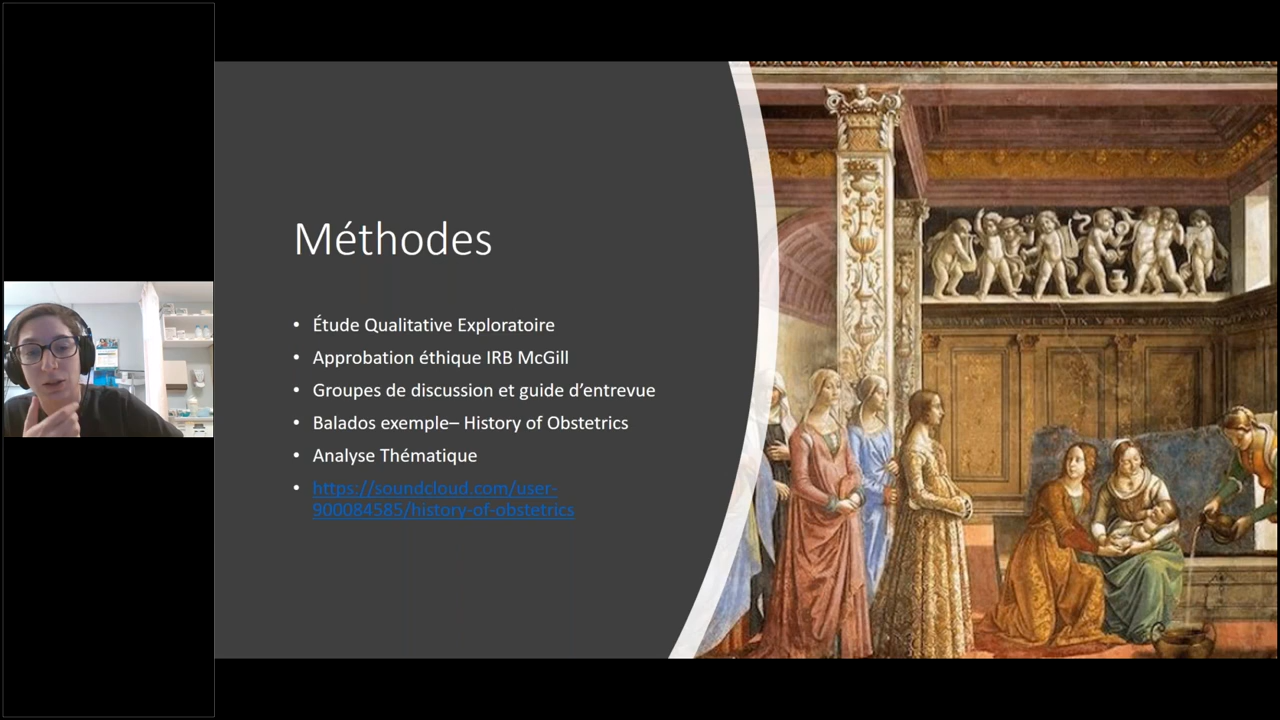 Méthodes
• Étude Qualitative Exploratoire
• Approbation éthique IRB McGill
• Groupes de discussion et guide d’entrevue
• Balados exemple– History of Obstetrics
• Analyse Thématique
• https://soundcloud.com/user-
900084585/history-of-obstetrics